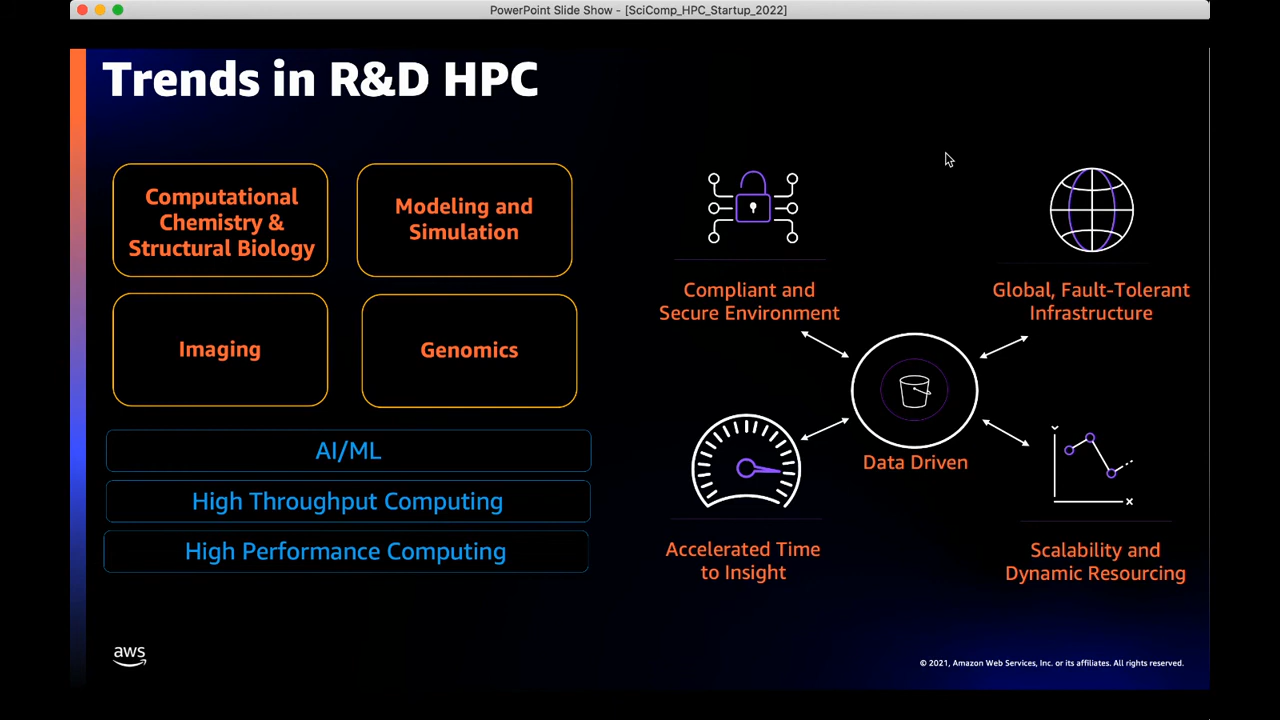 PowerPoint Slide Show - [SciComp_HPC_Startup_2022]
Trends in R&D HPC
Computational
Chemistry &
Structural Biology
Modeling and
Simulation
Imaging
Genomics
AI/ML
High Throughput Computing
High Performance Computing
Compliant and
Secure Environment
Global, Fault-Tolerant
Infrastructure
Data Driven
Accelerated Time
to Insight
Scalability and
Dynamic Resourcing
aws
© 2021, Amazon Web Services, Inc. or its affiliates. All rights reserved.